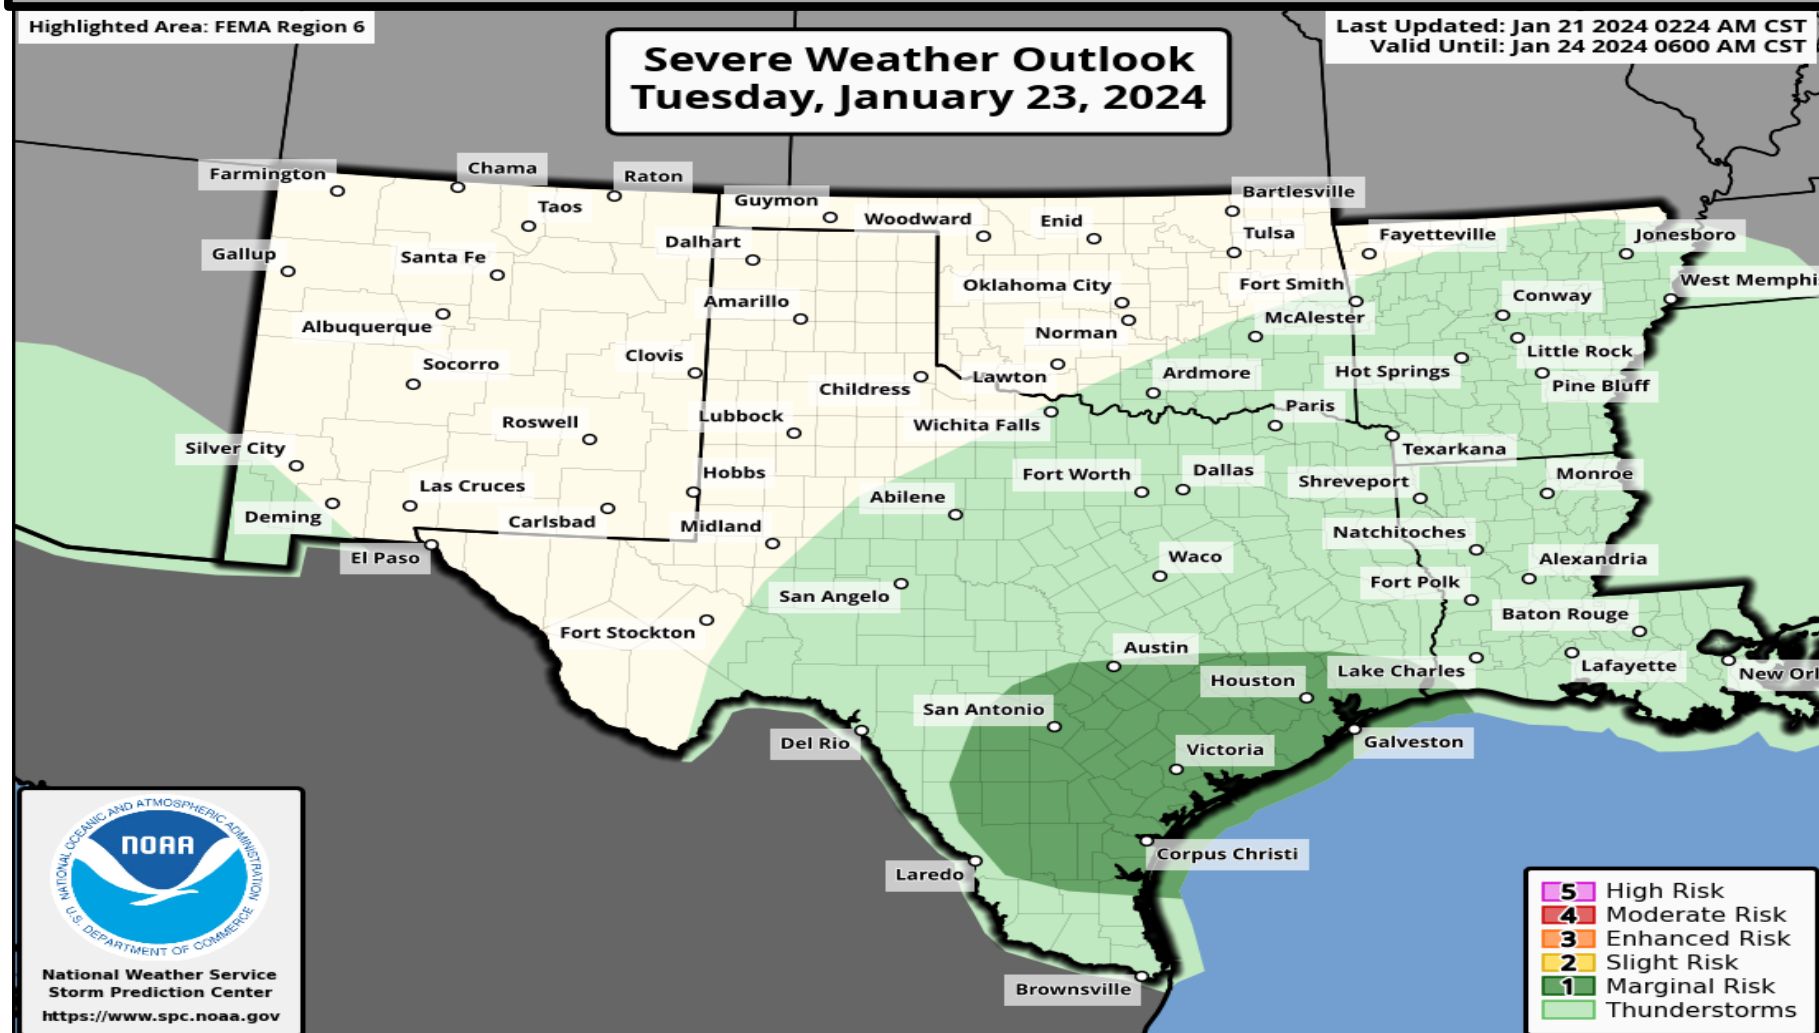 Highlighted Area: FEMA Region 6
Last Updated: Jan 21 2024 0224 AM CST
Valid Until: Jan 24 2024 0600 AM CST
Severe Weather Outlook
Tuesday, January 23, 2024
Farmington
Chama
Raton
Taos
Guymon
Woodward
Enid
Bartlesville
Gallup
Santa Fe
Dalhart
Tulsa
Fayetteville
Jonesboro
Albuquerque
Amarillo
Oklahoma City
Fort Smith
Conway
West Memphi
Norman
McAlester
Socorro
Clovis
Childress
Lawton
Ardmore
Hot Springs
Little Rock
Pine Bluff
Roswell
Lubbock
Wichita Falls
Paris
Silver City
Texarkana
Las Cruces
Hobbs
Abilene
Fort Worth
Dallas
Shreveport
Monroe
Deming
Carlsbad
Midland
Natchitoches
El Paso
Waco
Alexandria
San Angelo
Fort Polk
Fort Stockton
Baton Rouge
Austin
Lake Charles
Lafayette
New Orl
Houston
San Antonio
Del Rio
Victoria
Galveston
Corpus Christi
Laredo
Brownsville
NATIONAL OCEANIC AND ATMOSPHERIC ADMINISTRATION
NOAA
U.S. DEPARTMENT OF COMMERCE
National Weather Service
Storm Prediction Center
https://www.spc.noaa.gov
5 High Risk
4 Moderate Risk
3 Enhanced Risk
2 Slight Risk
1 Marginal Risk
Thunderstorms